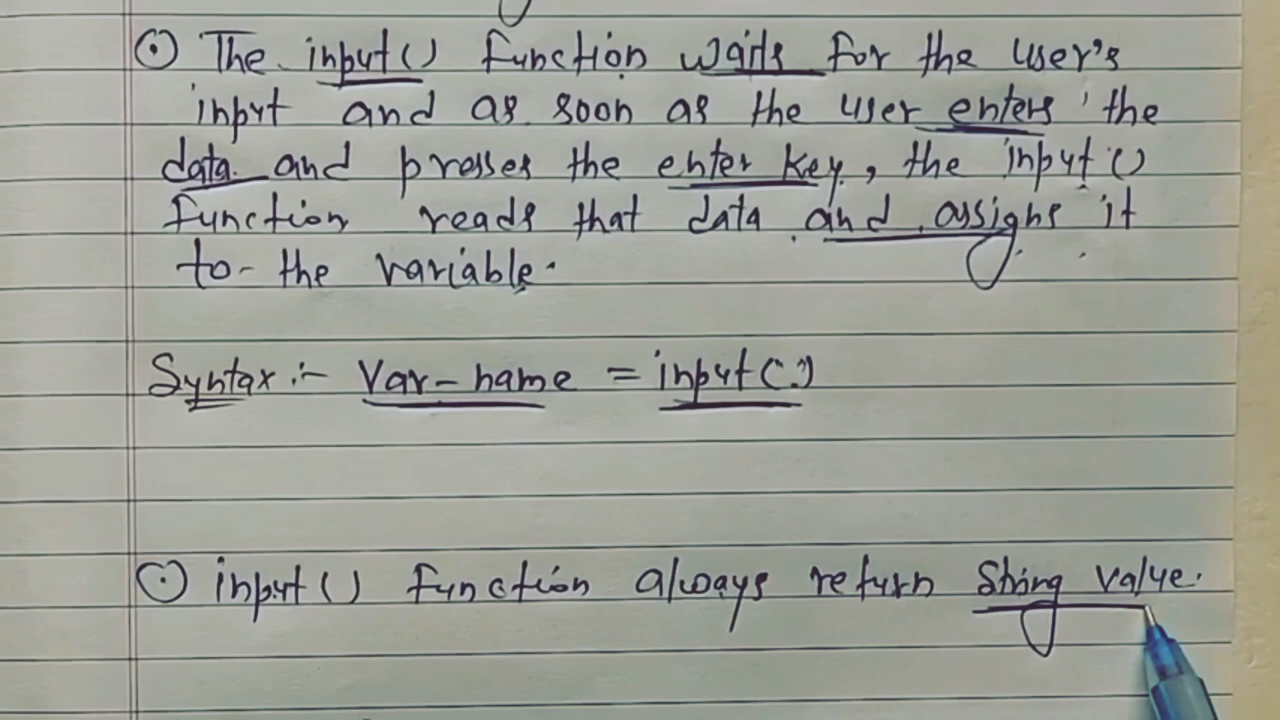 The input() function waits for the user's
input and as soon as the user enters the
data and presses the enter key, the input()
function reads that data and assigns it
to the variable.
Syntax :- Var-name = input()
input() function always return String value.